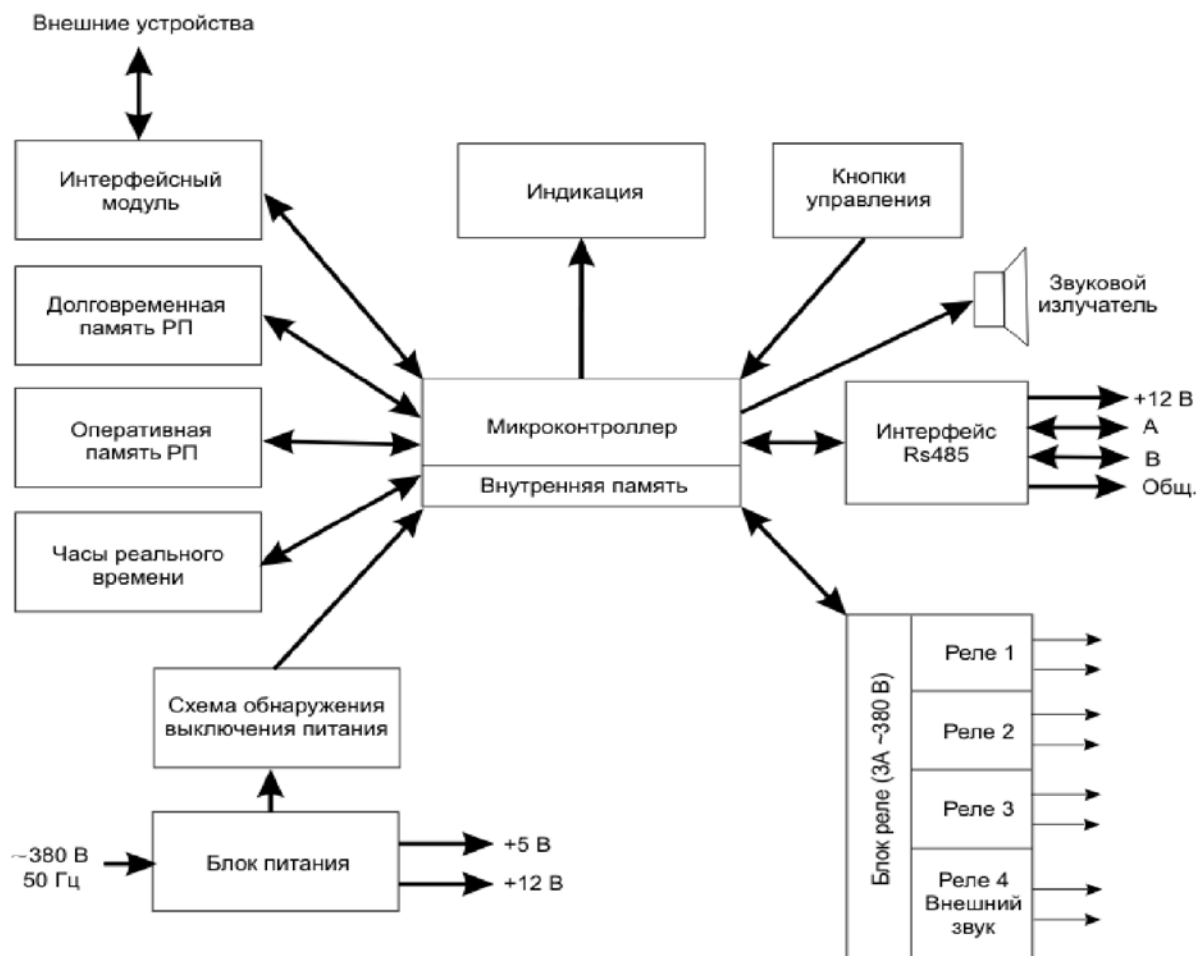 Внешние устройства
Интерфейсный
модуль
Индикация
Кнопки
управления
Долговременная
память РП
Звуковой
излучатель
Оперативная
память РП
Микроконтроллер
Внутренняя память
Интерфейс
Rs485
+12 В
А
В
Общ.
Часы реального
времени
Схема обнаружения
выключения питания
~380 В
50 Гц
Блок питания
+5 В
+12 В
Блок реле (3А ~380 В)
Реле 1
Реле 2
Реле 3
Реле 4
Внешний
звук